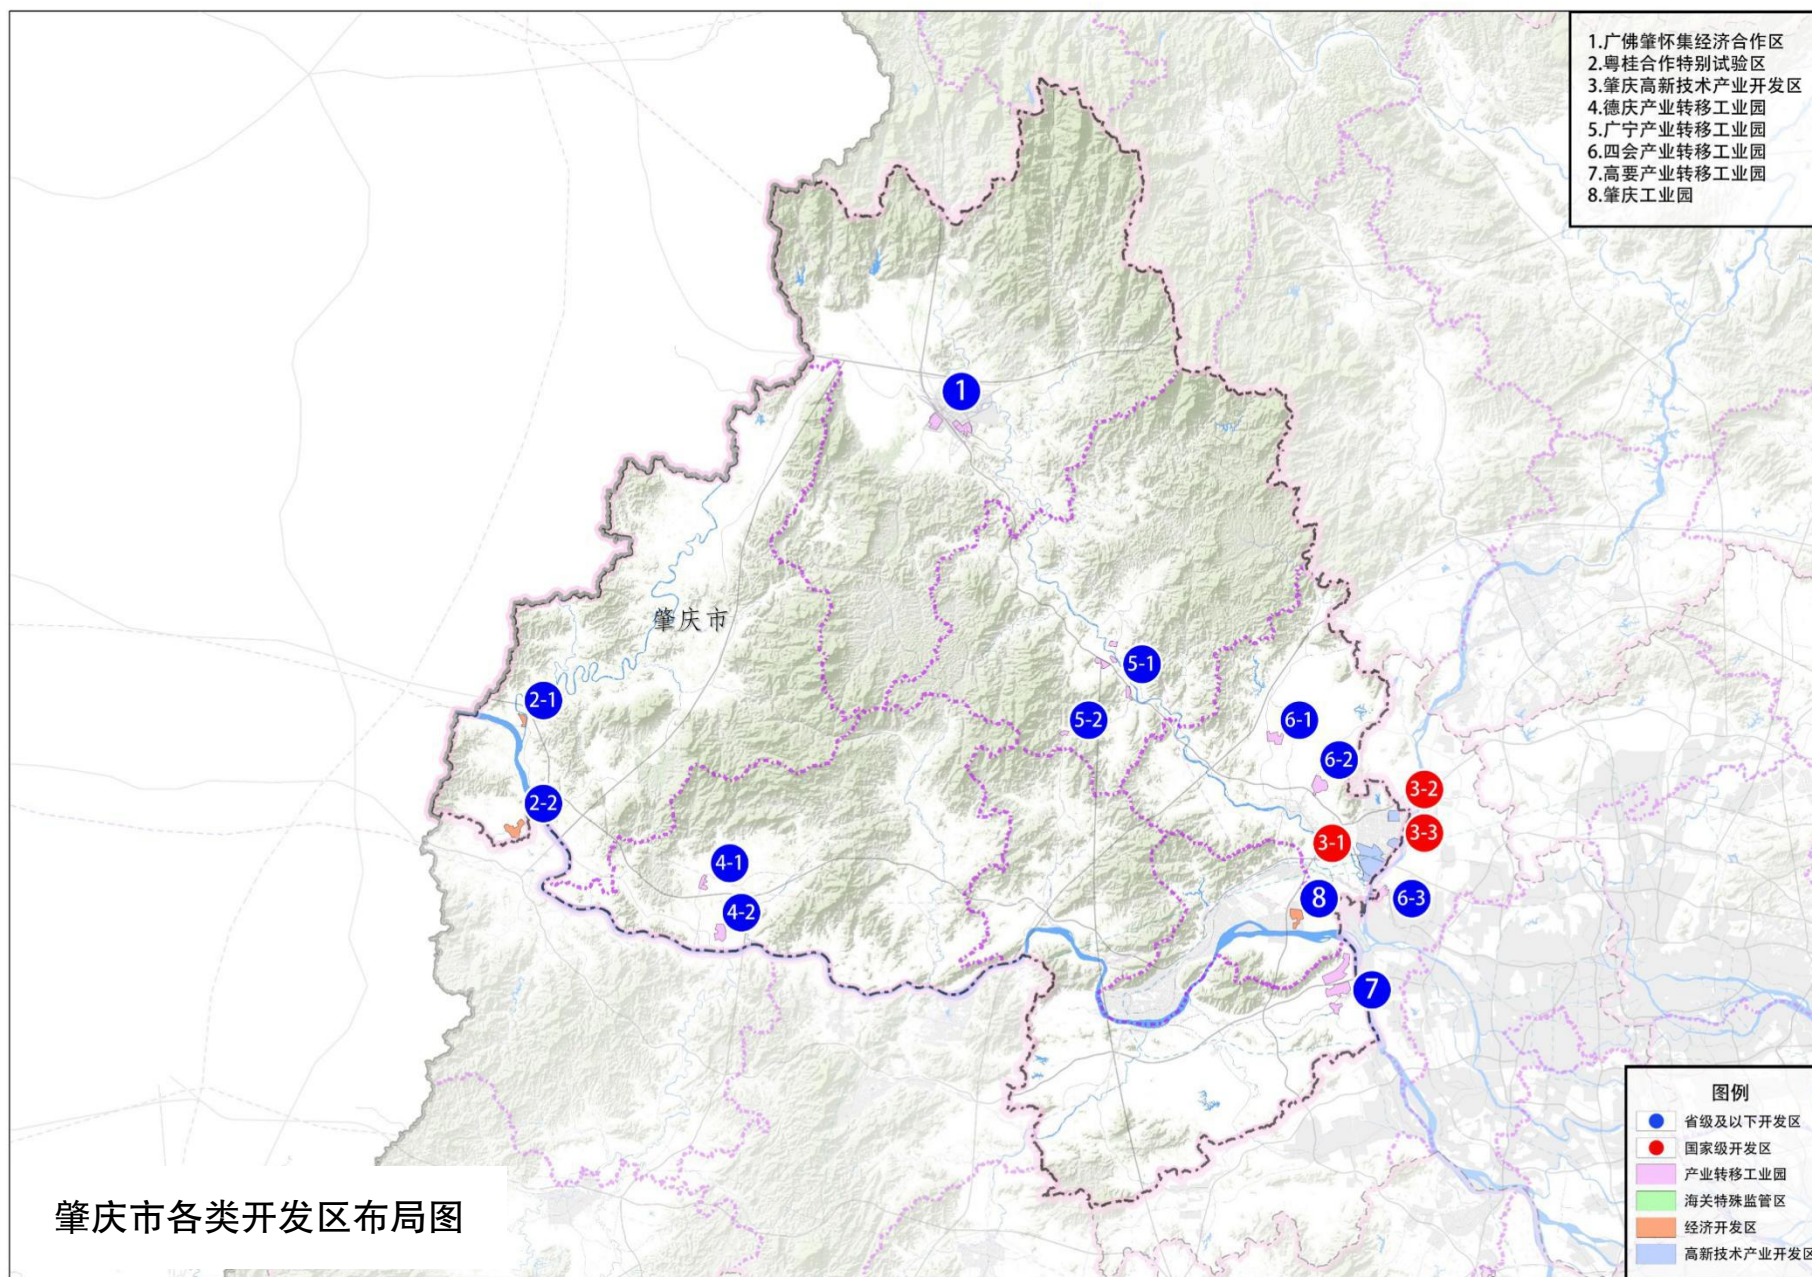 1.广佛肇怀集经济合作区
2.粤桂合作特别试验区
3.肇庆高新技术产业开发区
4.德庆产业转移工业园
5.广宁产业转移工业园
6.四会产业转移工业园
7.高要产业转移工业园
8.肇庆工业园
1
肇庆市
5-1
2-1
5-2
6-1
6-2
3-2
2-2
3-3
3-1
4-1
8
6-3
4-2
7
图例
省级及以下开发区
国家级开发区
产业转移工业园
海关特殊监管区
经济开发区
高新技术产业开发区
肇庆市各类开发区布局图